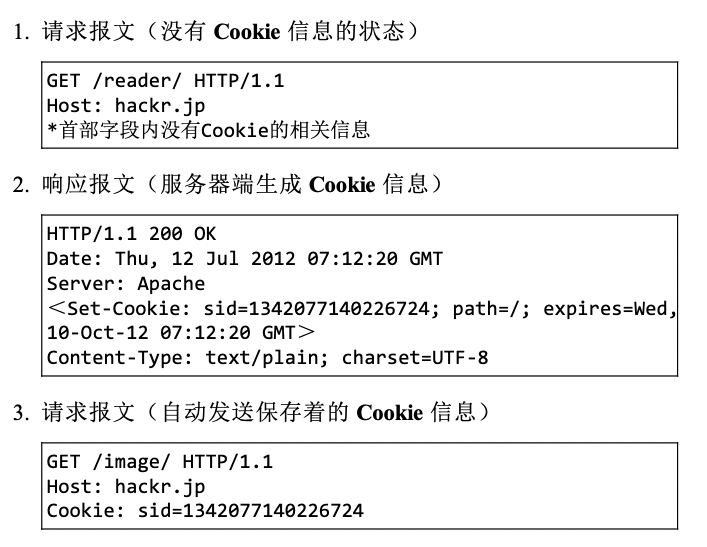 1. 请求报文（没有 Cookie 信息的状态）
GET /reader/ HTTP/1.1
Host: hackr.jp
*首部字段内没有Cookie的相关信息
2. 响应报文（服务器端生成 Cookie 信息）
HTTP/1.1 200 OK
Date: Thu, 12 Jul 2012 07:12:20 GMT
Server: Apache
＜Set-Cookie: sid=1342077140226724; path=/; expires=Wed,
10-Oct-12 07:12:20 GMT＞
Content-Type: text/plain; charset=UTF-8
3. 请求报文（自动发送保存着的 Cookie 信息）
GET /image/ HTTP/1.1
Host: hackr.jp
Cookie: sid=1342077140226724